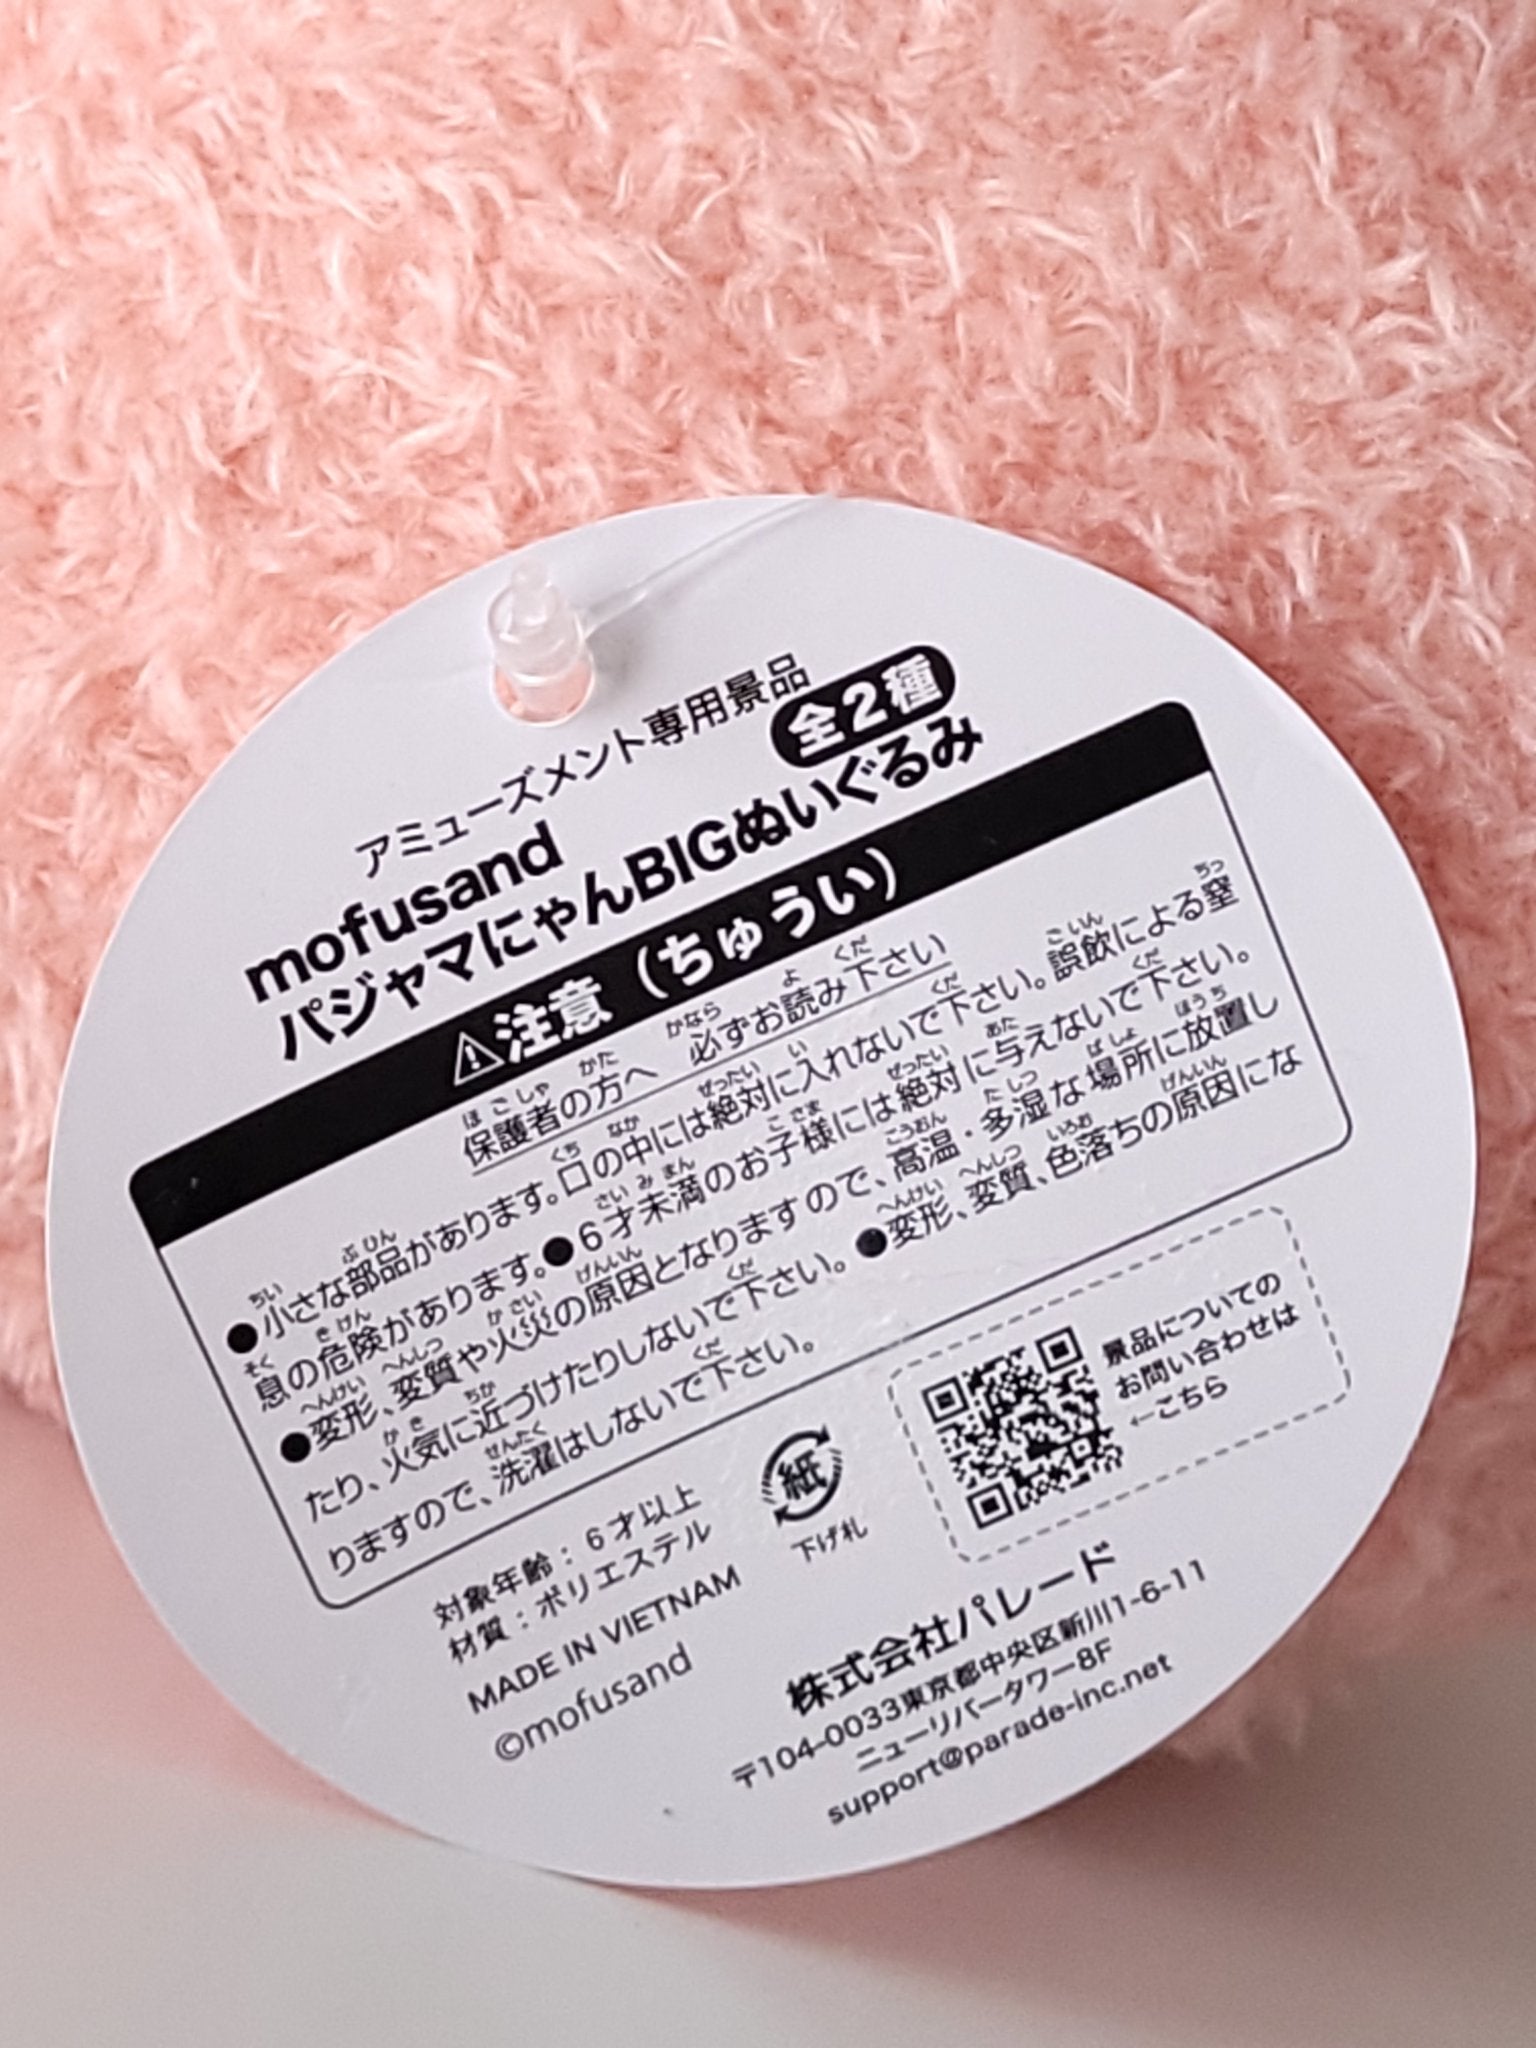 アミューズメント専用景品
mofusand
全2種
パジャマにゃんBIGぬいぐるみ
⚠注意（ちゅうい）
保護者の方へ 必ずお読み下さい
●小さな部品があります。口の中には絶対に入れないで下さい。誤飲による窒
息の危険があります。●6才未満のお子様には絶対に与えないで下さい。
●変形、変質や火災の原因となりますので、高温・多湿な場所に放置し
たり、火気に近づけたりしないで下さい。●変形、変質、色落ちの原因にな
りますので、洗濯はしないで下さい。
対象年齢：6才以上
材質：ポリエステル
MADE IN VIETNAM
©mofusand
紙
下げ札
景品についての
お問い合わせは
←こちら
株式会社パレード
〒104-0033東京都中央区新川1-6-11
ニューリバータワー8F
support@parade-inc.net